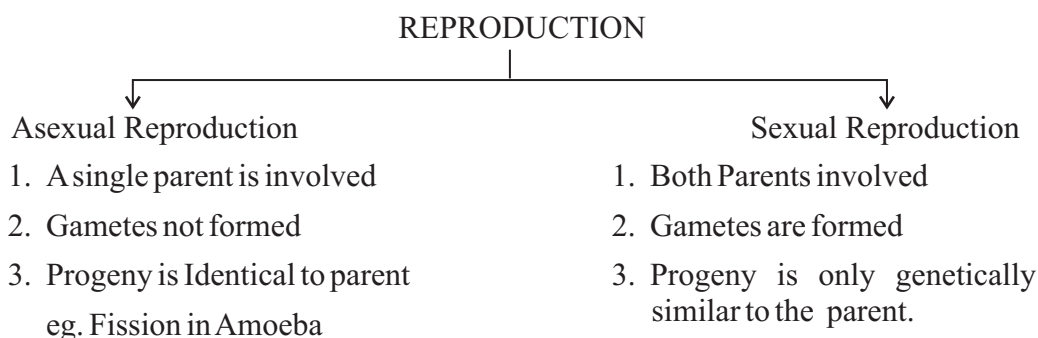 REPRODUCTION
Asexual Reproduction
1. A single parent is involved
2. Gametes not formed
3. Progeny is Identical to parent
eg. Fission in Amoeba
Sexual Reproduction
1. Both Parents involved
2. Gametes are formed
3. Progeny is only genetically
similar to the parent.